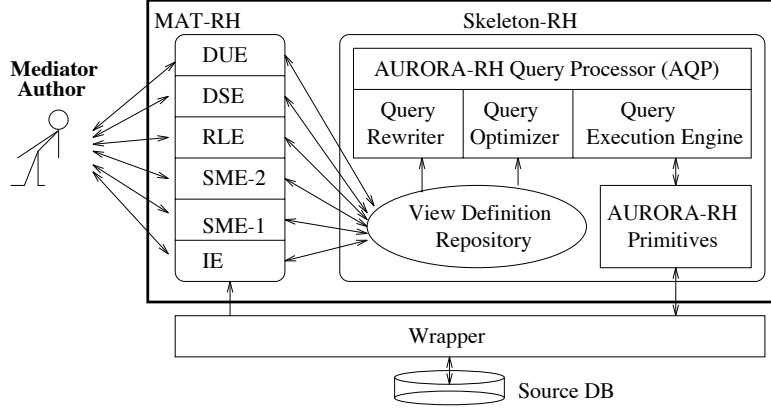 MAT-RH
Skeleton-RH
Mediator
Author
DUE
DSE
RLE
SME-2
SME-1
IE
AURORA-RH Query Processor (AQP)
Query
Rewriter
Query
Optimizer
Query
Execution Engine
View Definition
Repository
AURORA-RH
Primitives
Wrapper
Source DB